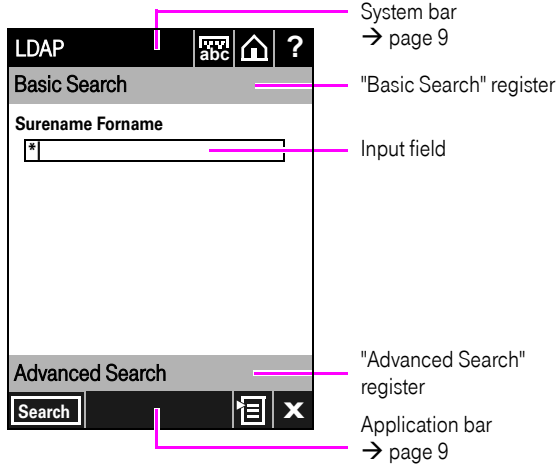 System bar
→ page 9
LDAP abc ?
Basic Search
"Basic Search" register
Surename Forname
*
Input field
Advanced Search
"Advanced Search"
register
Search x
Application bar
→ page 9